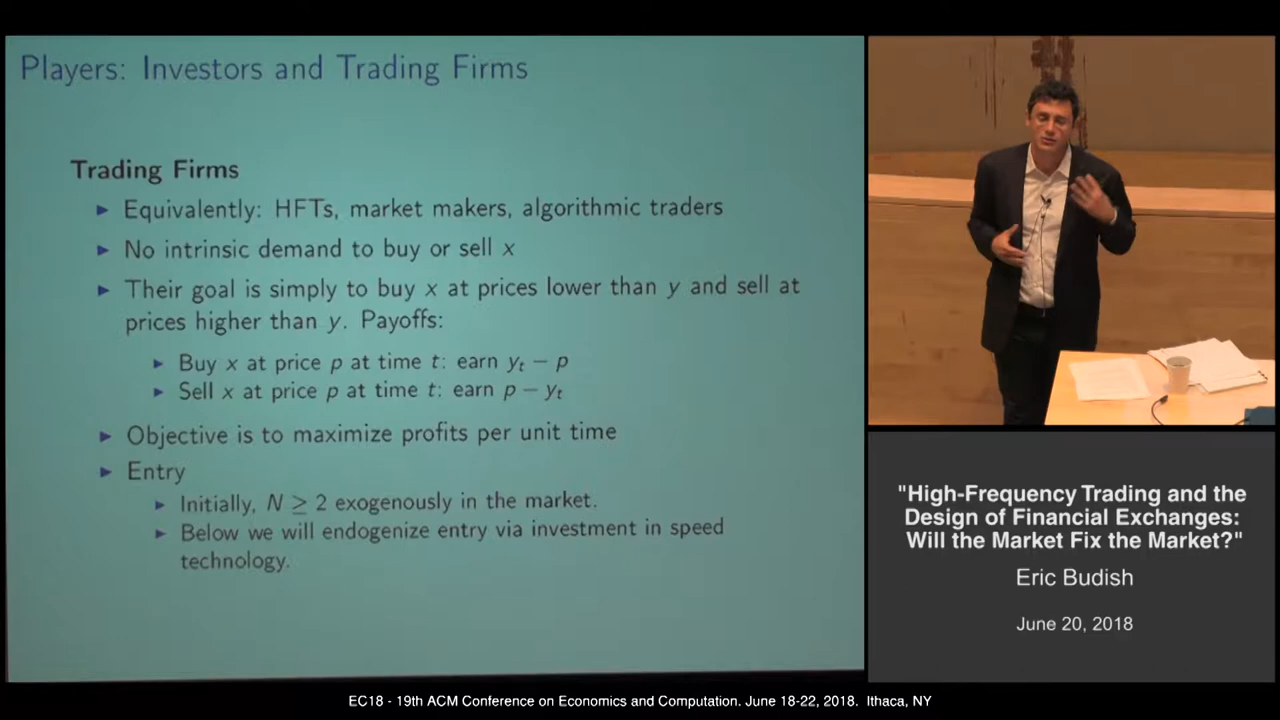 Players: Investors and Trading Firms
Trading Firms
► Equivalently: HFTs, market makers, algorithmic traders
► No intrinsic demand to buy or sell x
► Their goal is simply to buy x at prices lower than y and sell at
prices higher than y. Payoffs:
► Buy x at price p at time t: earn yₜ − p
► Sell x at price p at time t: earn p − yₜ
► Objective is to maximize profits per unit time
► Entry
► Initially, N ≥ 2 exogenously in the market.
► Below we will endogenize entry via investment in speed
technology.
"High-Frequency Trading and the
Design of Financial Exchanges:
Will the Market Fix the Market?"
Eric Budish
June 20, 2018
EC18 - 19th ACM Conference on Economics and Computation. June 18-22, 2018. Ithaca, NY